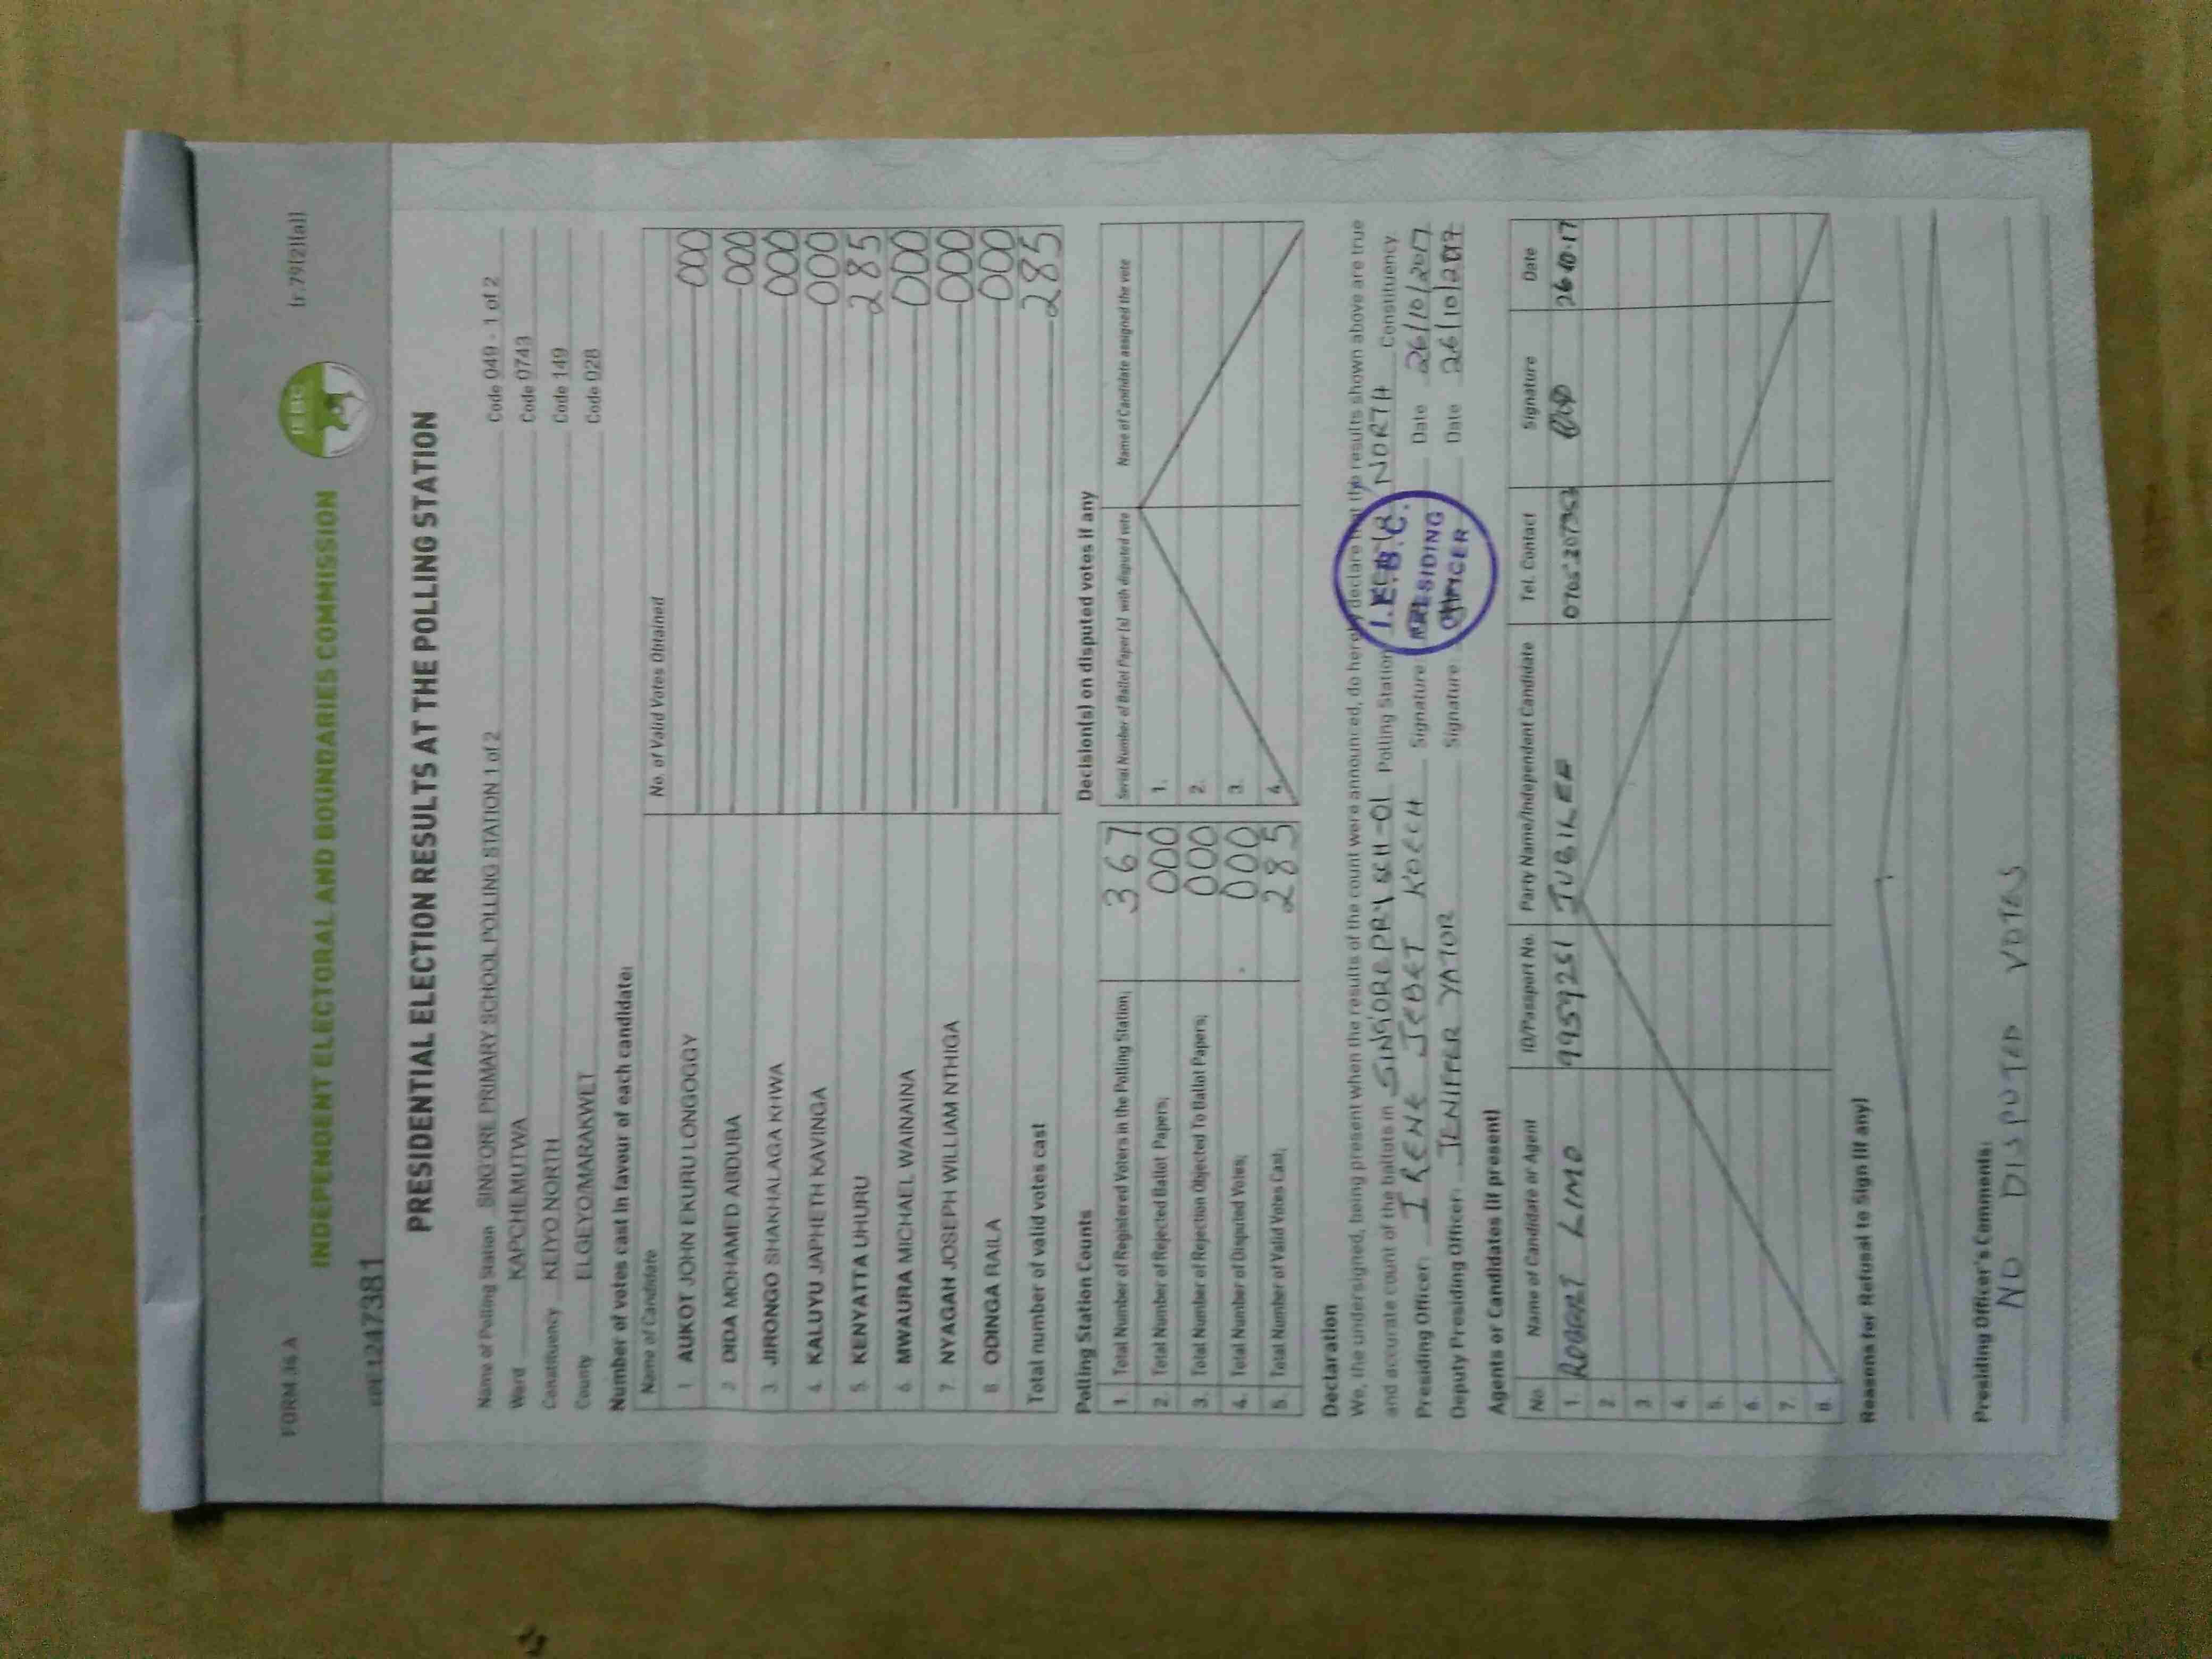 FORM 34 A
(r.79(2)(a))
IEBC
INDEPENDENT ELECTORAL AND BOUNDARIES COMMISSION
1247381
PRESIDENTIAL ELECTION RESULTS AT THE POLLING STATION
Name of Polling Station SING'ORE PRIMARY SCHOOL POLLING STATION 1 of 2 Code 049 - 1 of 2
Ward KAPCHEMUTWA Code 0743
Constituency KEIYO NORTH Code 149
County ELGEYO/MARAKWET Code 028
Number of votes cast in favour of each candidate:
Name of Candidate No. of Valid Votes Obtained
1 AUKOT JOHN EKURU LONGOGGY 000
2 DIDA MOHAMED ABDUBA 000
3. JIRONGO SHAKHALAGA KHWA 000
4. KALUYU JAPHETH KAVINGA 000
5. KENYATTA UHURU 285
6 MWAURA MICHAEL WAINAINA 000
7. NYAGAH JOSEPH WILLIAM NTHIGA 000
8 ODINGA RAILA 000
Total number of valid votes cast 285
Polling Station Counts
1. Total Number of Registered Voters in the Polling Station; 367
2. Total Number of Rejected Ballot Papers; 000
3. Total Number of Rejection Objected To Ballot Papers; 000
4. Total Number of Disputed Votes; 000
5. Total Number of Valid Votes Cast; 285
Decision(s) on disputed votes if any
Serial Number of Ballot Paper (s) with disputed vote Name of Candidate assigned the vote
1.
2.
3.
4.
Declaration
We, the undersigned, being present when the results of the count were announced, do hereby declare that the results shown above are true
and accurate count of the ballots in SINGORE PRY SCH-01 Polling Station NORTH Constituency
Presiding Officer: IRENE JEBET KOECH Signature: Date 26/10/2017
Deputy Presiding Officer: JENIFFER YATOR Signature: Date 26/10/2017
I.E.B.C.
PRESIDING
OFFICER
Agents or Candidates (if present)
No. Name of Candidate or Agent ID/Passport No. Party Name/Independent Candidate Tel. Contact Signature Date
1. ROBERT LIMO 9959251 JUBILEE 26-10-17
2.
3.
4.
5.
6.
7.
8.
Reasons for Refusal to Sign (if any)
Presiding Officer's Comments:
NO DISPUTED VOTES